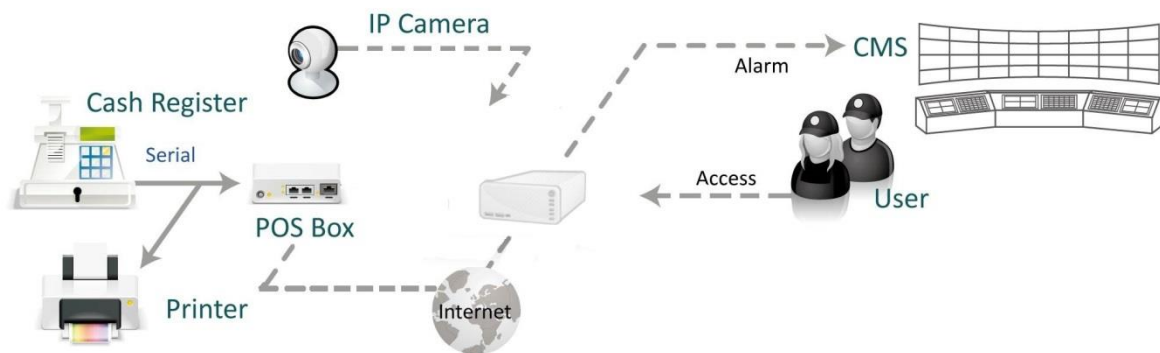 IP Camera
CMS
Alarm
Cash Register
Serial
Access
User
POS Box
Printer
Internet